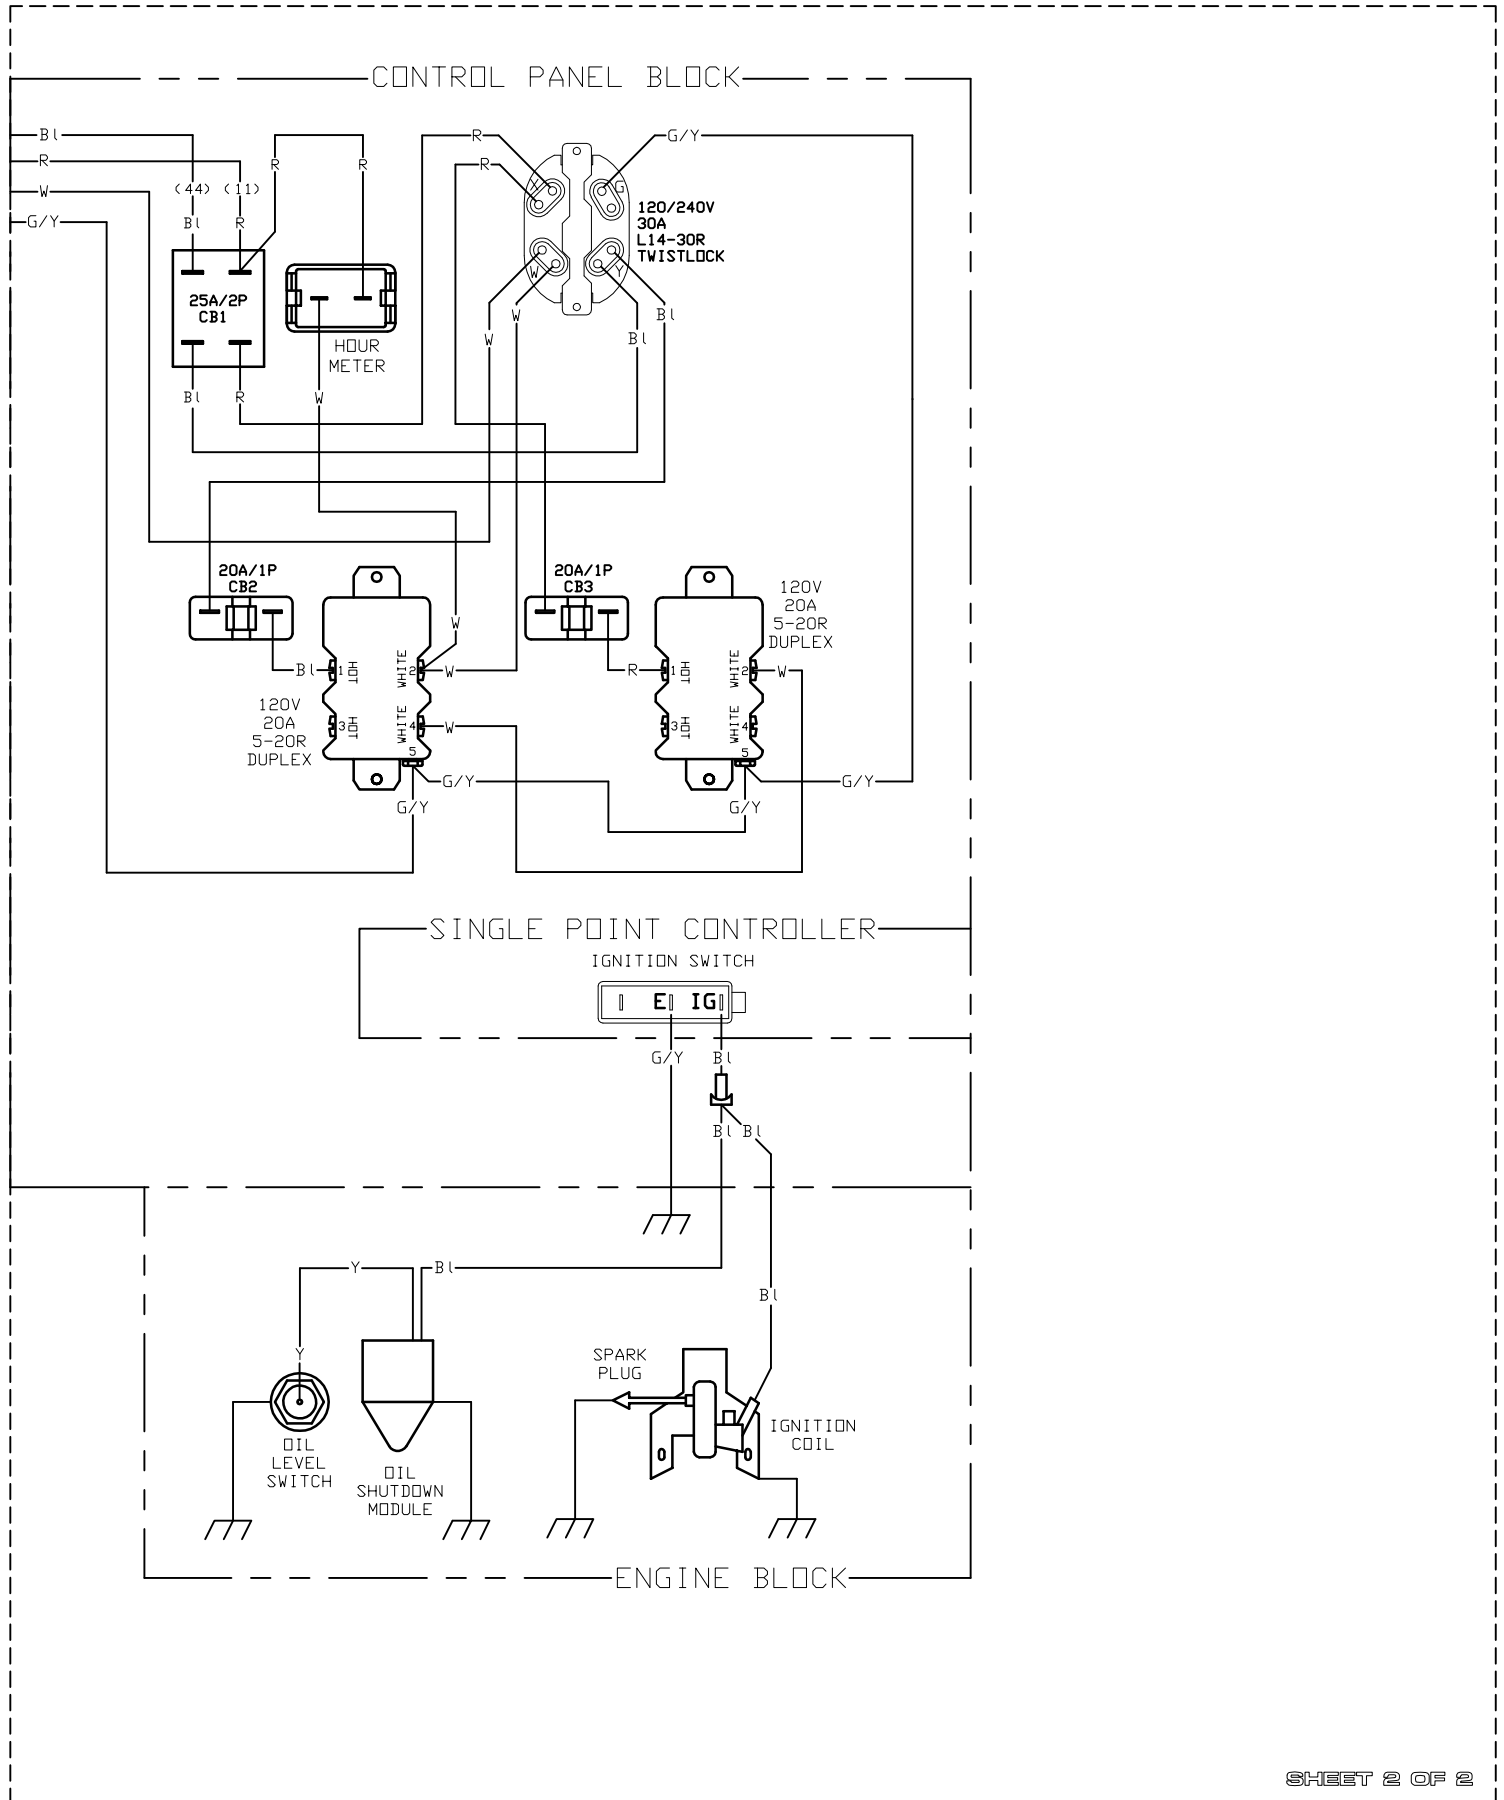 CONTROL PANEL BLOCK
Bl
R
R
G/Y
R
R
R
R
W
(44) (11)
X
G
G/Y
Bl
R
120/240V
30A
L14-30R
TWISTLOCK
W
Y
25A/2P
CB1
W
Bl
W
Bl
HOUR
METER
Bl
R
W
20A/1P
CB2
20A/1P
CB3
120V
20A
5-20R
DUPLEX
W
Bl
1
HOT
WHITE
2
W
R
1
HOT
WHITE
2
W
120V
20A
5-20R
DUPLEX
3
HOT
WHITE
4
W
3
HOT
WHITE
4
5
5
G/Y
G/Y
G/Y
G/Y
SINGLE POINT CONTROLLER
IGNITION SWITCH
E IG
G/Y
Bl
Bl Bl
Y
Bl
Bl
Y
SPARK
PLUG
IGNITION
COIL
OIL
LEVEL
SWITCH
OIL
SHUTDOWN
MODULE
ENGINE BLOCK
SHEET 2 OF 2